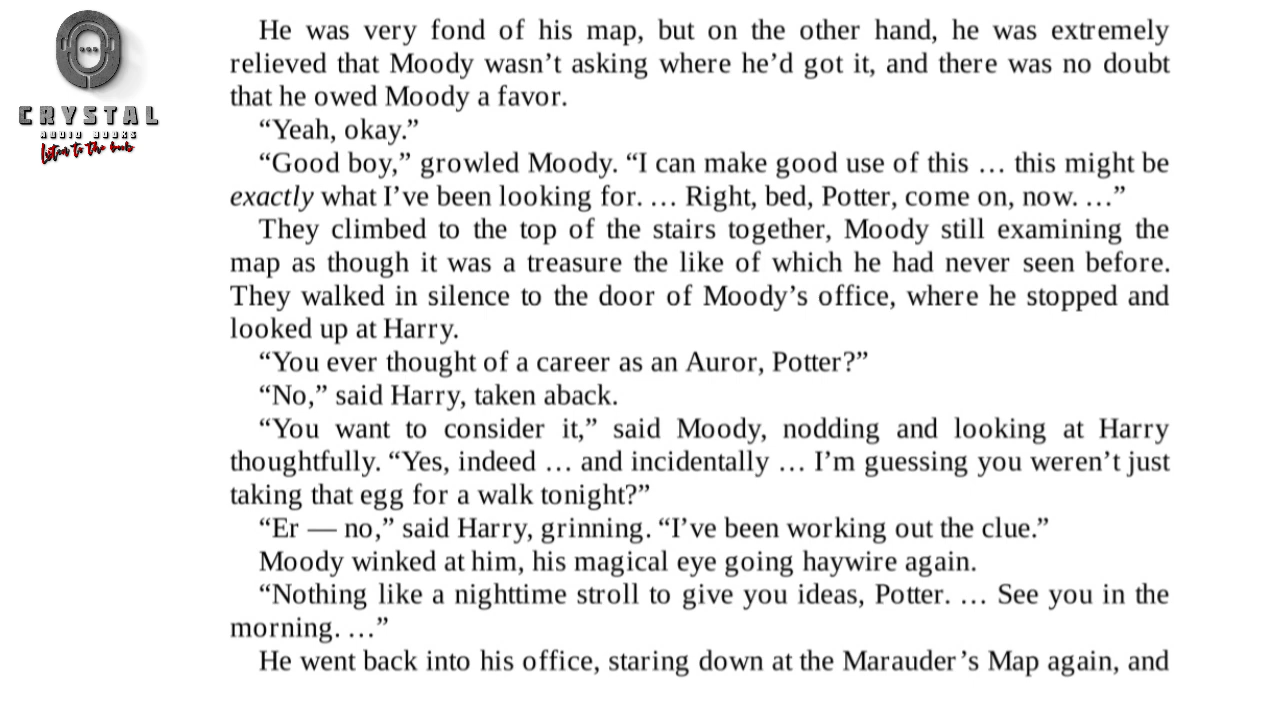 CRYSTAL
AUDIO BOOKS
Listen to the book
He was very fond of his map, but on the other hand, he was extremely
relieved that Moody wasn’t asking where he’d got it, and there was no doubt
that he owed Moody a favor.
“Yeah, okay.”
“Good boy,” growled Moody. “I can make good use of this … this might be
exactly what I’ve been looking for. … Right, bed, Potter, come on, now. …”
They climbed to the top of the stairs together, Moody still examining the
map as though it was a treasure the like of which he had never seen before.
They walked in silence to the door of Moody’s office, where he stopped and
looked up at Harry.
“You ever thought of a career as an Auror, Potter?”
“No,” said Harry, taken aback.
“You want to consider it,” said Moody, nodding and looking at Harry
thoughtfully. “Yes, indeed … and incidentally … I’m guessing you weren’t just
taking that egg for a walk tonight?”
“Er — no,” said Harry, grinning. “I’ve been working out the clue.”
Moody winked at him, his magical eye going haywire again.
“Nothing like a nighttime stroll to give you ideas, Potter. … See you in the
morning. …”
He went back into his office, staring down at the Marauder’s Map again, and